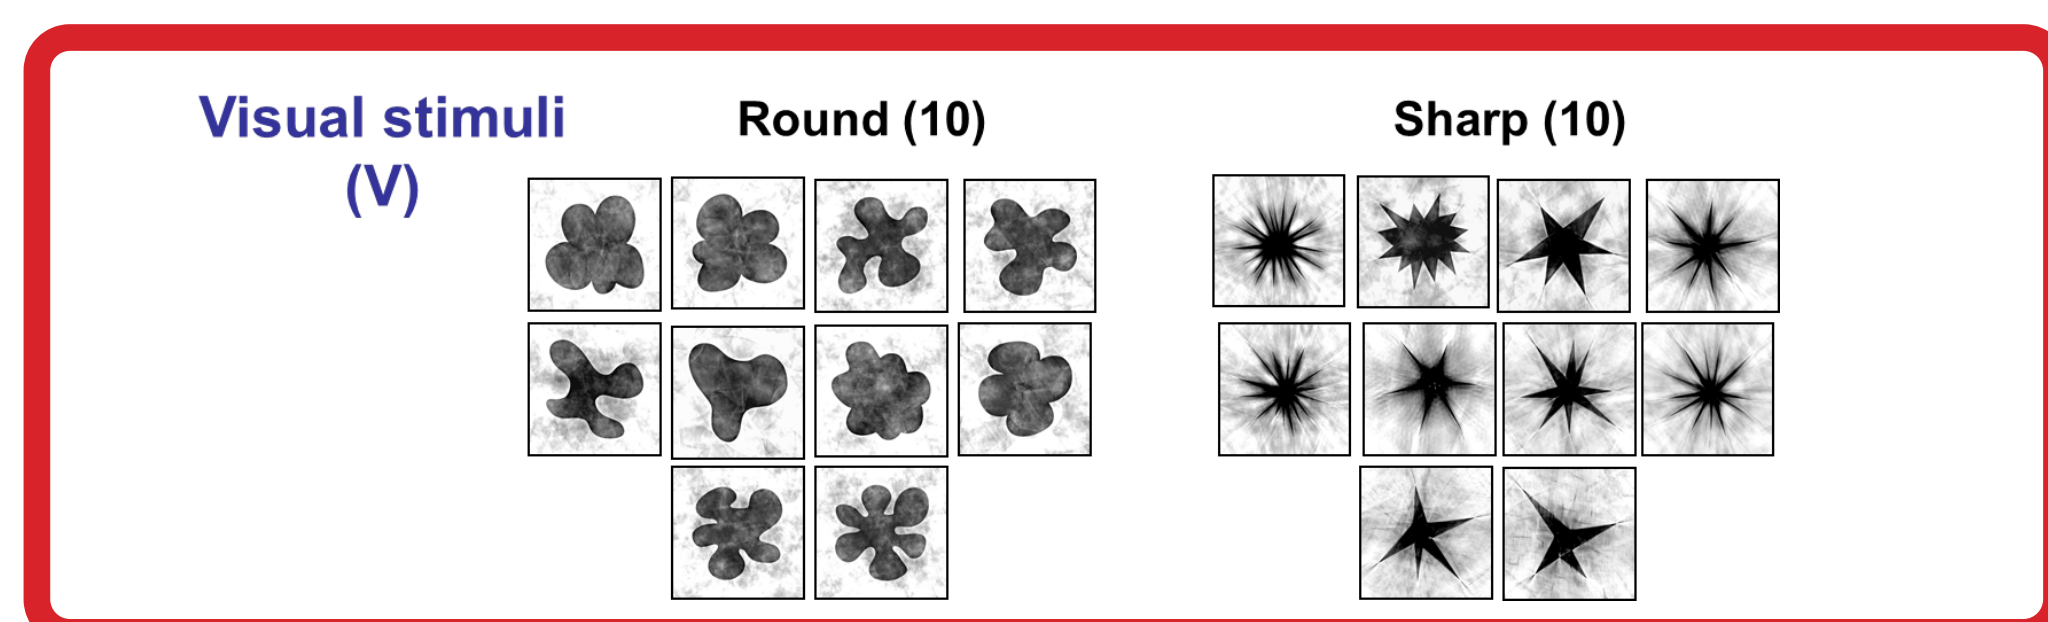 Visual stimuli
(V)
Round (10)
Sharp (10)